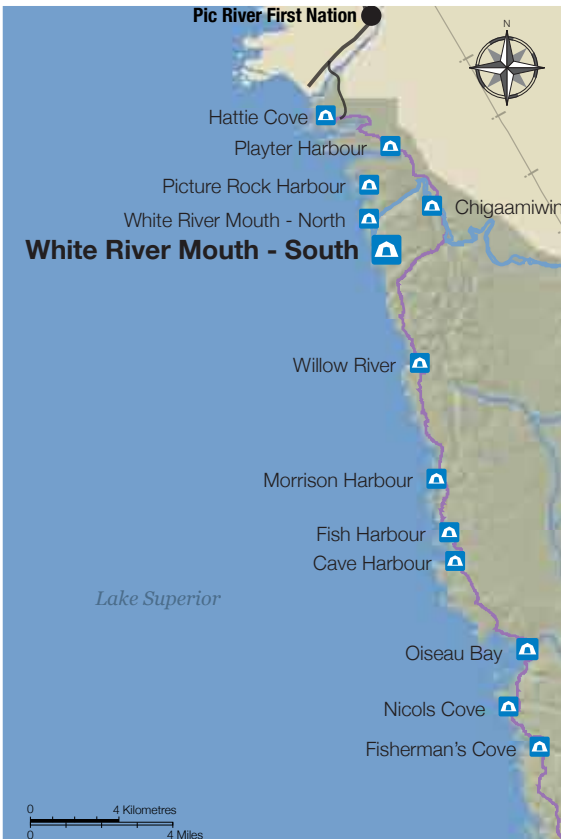 Pic River First Nation
N
Hattie Cove
Playter Harbour
Picture Rock Harbour
White River Mouth - North
Chigaamiwin
White River Mouth - South
Willow River
Morrison Harbour
Fish Harbour
Cave Harbour
Lake Superior
Oiseau Bay
Nicols Cove
Fisherman's Cove
0 4 Kilometres
0 4 Miles